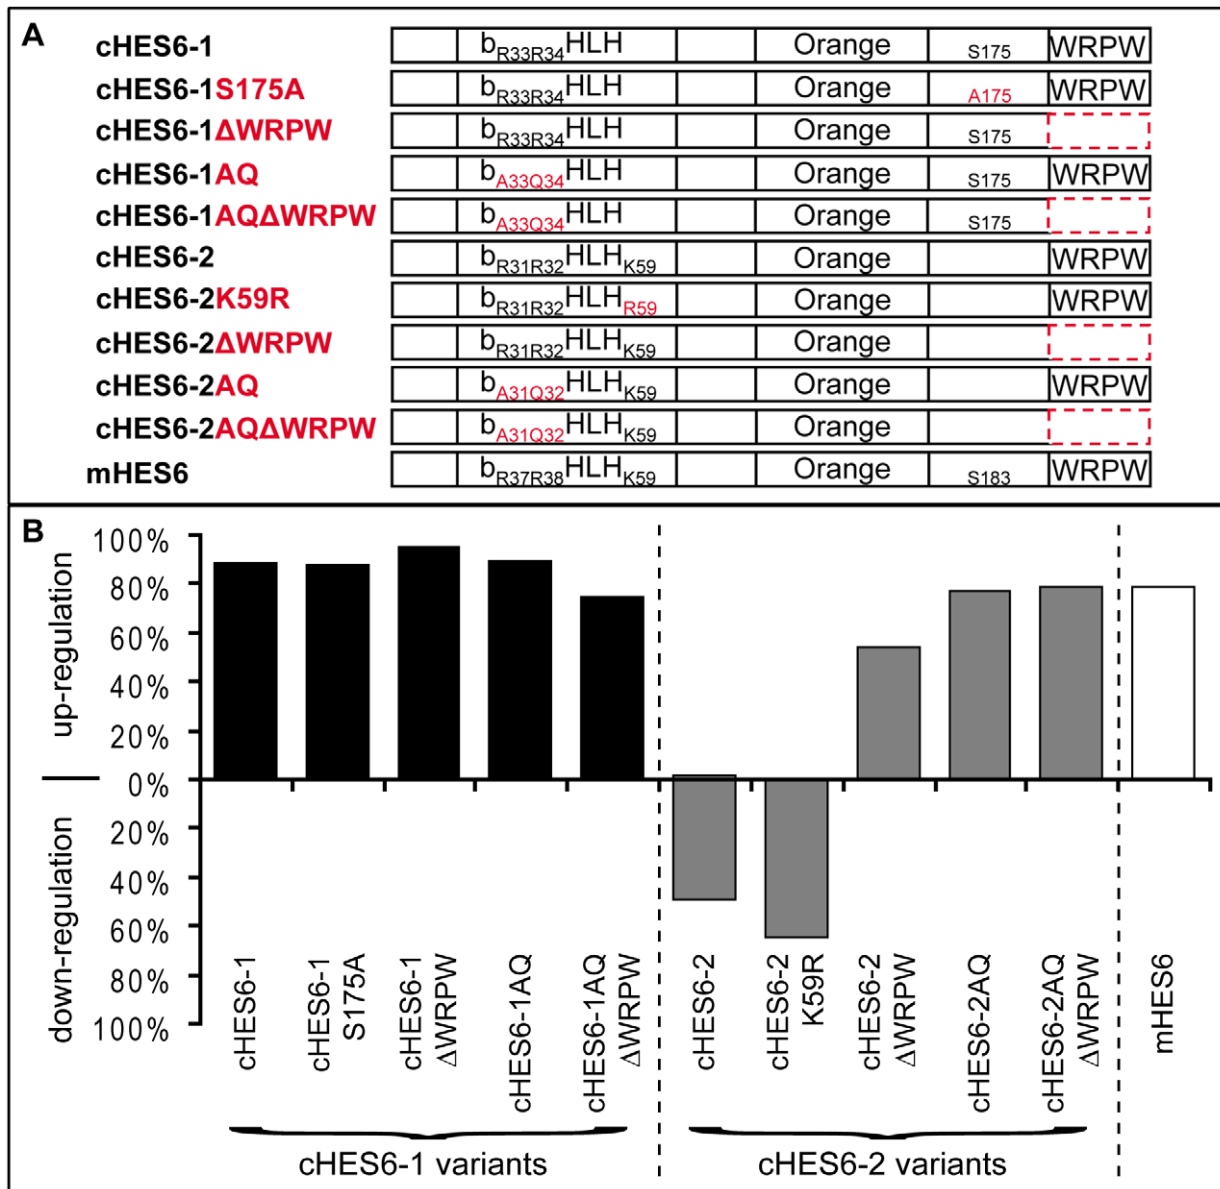 A
cHES6-1 bR33R34HLH Orange S175 WRPW
cHES6-1S175A bR33R34HLH Orange A175 WRPW
cHES6-1ΔWRPW bR33R34HLH Orange S175
cHES6-1AQ bA33Q34HLH Orange S175 WRPW
cHES6-1AQΔWRPW bA33Q34HLH Orange S175
cHES6-2 bR31R32HLHK59 Orange WRPW
cHES6-2K59R bR31R32HLHR59 Orange WRPW
cHES6-2ΔWRPW bR31R32HLHK59 Orange
cHES6-2AQ bA31Q32HLHK59 Orange WRPW
cHES6-2AQΔWRPW bA31Q32HLHK59 Orange
mHES6 bR37R38HLHK59 Orange S183 WRPW
B
up-regulation
down-regulation
100%
80%
60%
40%
20%
0%
20%
40%
60%
80%
100%
cHES6-1
cHES6-1
S175A
cHES6-1
ΔWRPW
cHES6-1AQ
cHES6-1AQ
ΔWRPW
cHES6-2
cHES6-2
K59R
cHES6-2
ΔWRPW
cHES6-2AQ
cHES6-2AQ
ΔWRPW
mHES6
cHES6-1 variants
cHES6-2 variants